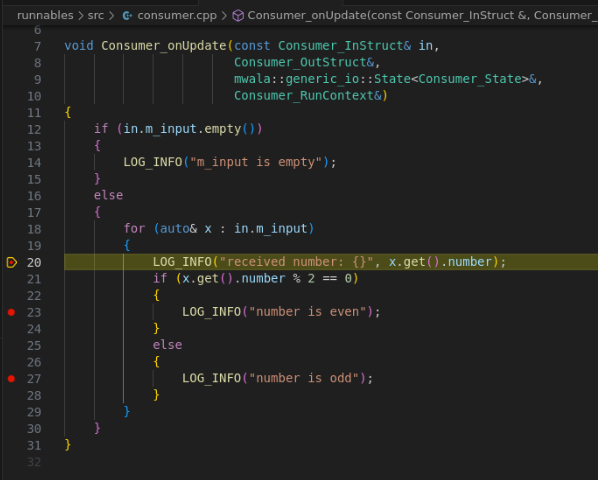 runnables > src > consumer.cpp > Consumer_onUpdate(const Consumer_InStruct &, Consumer_
6
7 void Consumer_onUpdate(const Consumer_InStruct& in,
8 Consumer_OutStruct&,
9 mwala::generic_io::State<Consumer_State>&,
10 Consumer_RunContext&)
11 {
12 if (in.m_input.empty())
13 {
14 LOG_INFO("m_input is empty");
15 }
16 else
17 {
18 for (auto& x : in.m_input)
19 {
20 LOG_INFO("received number: {}", x.get().number);
21 if (x.get().number % 2 == 0)
22 {
23 LOG_INFO("number is even");
24 }
25 else
26 {
27 LOG_INFO("number is odd");
28 }
29 }
30 }
31 }
32